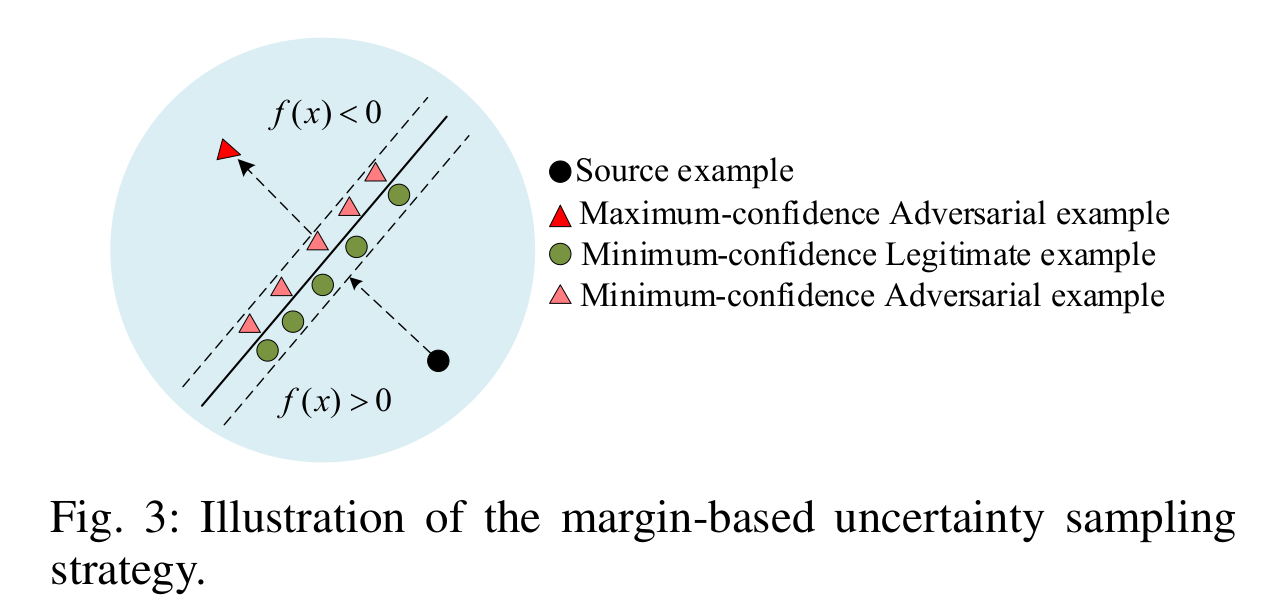 f(x) < 0
Source example
Maximum-confidence Adversarial example
Minimum-confidence Legitimate example
Minimum-confidence Adversarial example
f(x) > 0
Fig. 3: Illustration of the margin-based uncertainty sampling
strategy.